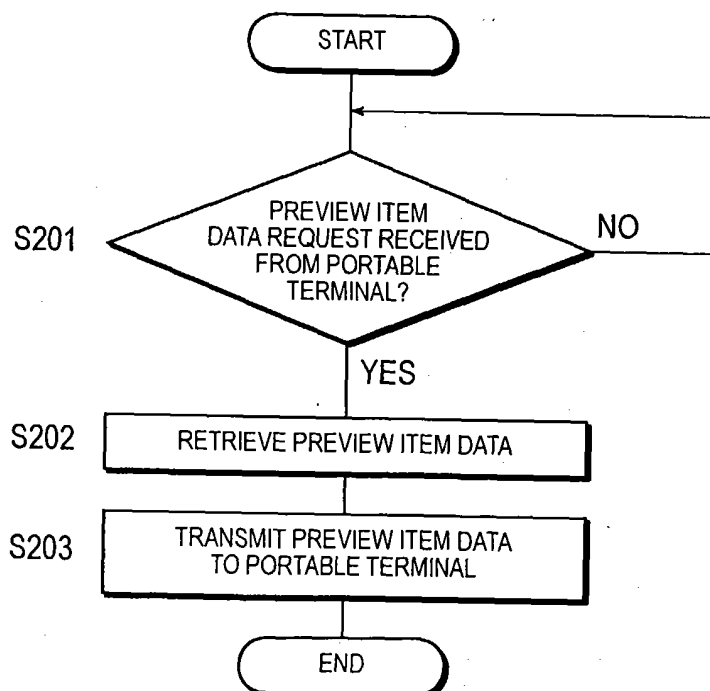 START
S201
PREVIEW ITEM
DATA REQUEST RECEIVED
FROM PORTABLE
TERMINAL?
NO
YES
S202
RETRIEVE PREVIEW ITEM DATA
S203
TRANSMIT PREVIEW ITEM DATA
TO PORTABLE TERMINAL
END